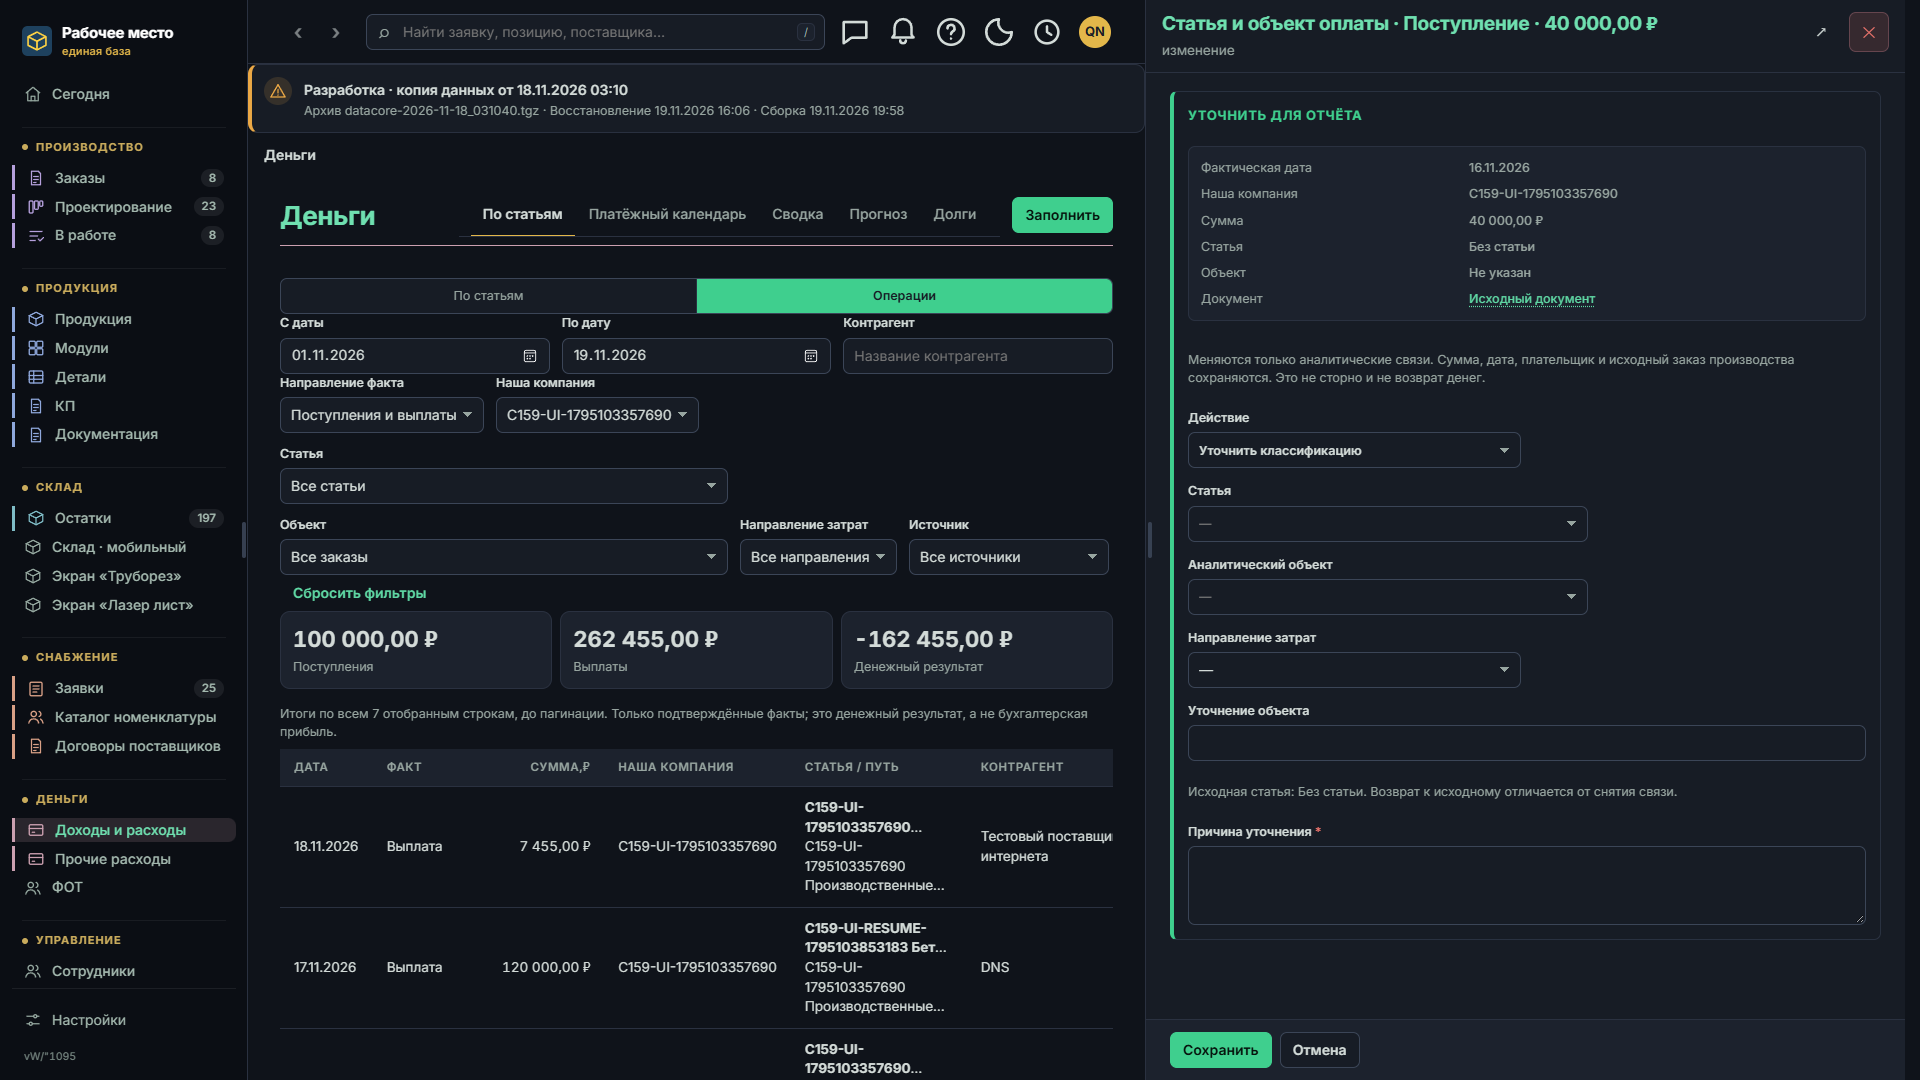 Рабочее место
единая база
Сегодня
ПРОИЗВОДСТВО
Заказы 8
Проектирование 23
В работе 8
ПРОДУКЦИЯ
Продукция
Модули
Детали
КП
Документация
СКЛАД
Остатки 197
Склад · мобильный
Экран «Труборез»
Экран «Лазер лист»
СНАБЖЕНИЕ
Заявки 25
Каталог номенклатуры
Договоры поставщиков
ДЕНЬГИ
Доходы и расходы
Прочие расходы
ФОТ
УПРАВЛЕНИЕ
Сотрудники
Настройки
vW/"1095
Найти заявку, позицию, поставщика... /
QN
Разработка · копия данных от 18.11.2026 03:10
Архив datacore-2026-11-18_031040.tgz · Восстановление 19.11.2026 16:06 · Сборка 19.11.2026 19:58
Деньги
Деньги
По статьям Платёжный календарь Сводка Прогноз Долги
Заполнить
По статьям Операции
С даты По дату Контрагент
01.11.2026 19.11.2026 Название контрагента
Направление факта Наша компания
Поступления и выплаты C159-UI-1795103357690
Статья
Все статьи
Объект Направление затрат Источник
Все заказы Все направления Все источники
Сбросить фильтры
100 000,00 ₽ 262 455,00 ₽ -162 455,00 ₽
Поступления Выплаты Денежный результат
Итоги по всем 7 отобранным строкам, до пагинации. Только подтверждённые факты; это денежный результат, а не бухгалтерская
прибыль.
ДАТА ФАКТ СУММА,₽ НАША КОМПАНИЯ СТАТЬЯ / ПУТЬ КОНТРАГЕНТ
C159-UI-
1795103357690...
18.11.2026 Выплата 7 455,00 ₽ C159-UI-1795103357690 C159-UI-
1795103357690
Производственные...
Тестовый поставщи
интернета
C159-UI-RESUME-
1795103853183 Бет...
17.11.2026 Выплата 120 000,00 ₽ C159-UI-1795103357690 C159-UI-
1795103357690
Производственные...
DNS
C159-UI-
1795103357690...
Статья и объект оплаты · Поступление · 40 000,00 ₽
изменение
УТОЧНИТЬ ДЛЯ ОТЧЁТА
Фактическая дата 16.11.2026
Наша компания C159-UI-1795103357690
Сумма 40 000,00 ₽
Статья Без статьи
Объект Не указан
Документ Исходный документ
Меняются только аналитические связи. Сумма, дата, плательщик и исходный заказ производства
сохраняются. Это не сторно и не возврат денег.
Действие
Уточнить классификацию
Статья
—
Аналитический объект
—
Направление затрат
—
Уточнение объекта
Исходная статья: Без статьи. Возврат к исходному отличается от снятия связи.
Причина уточнения *
Сохранить Отмена